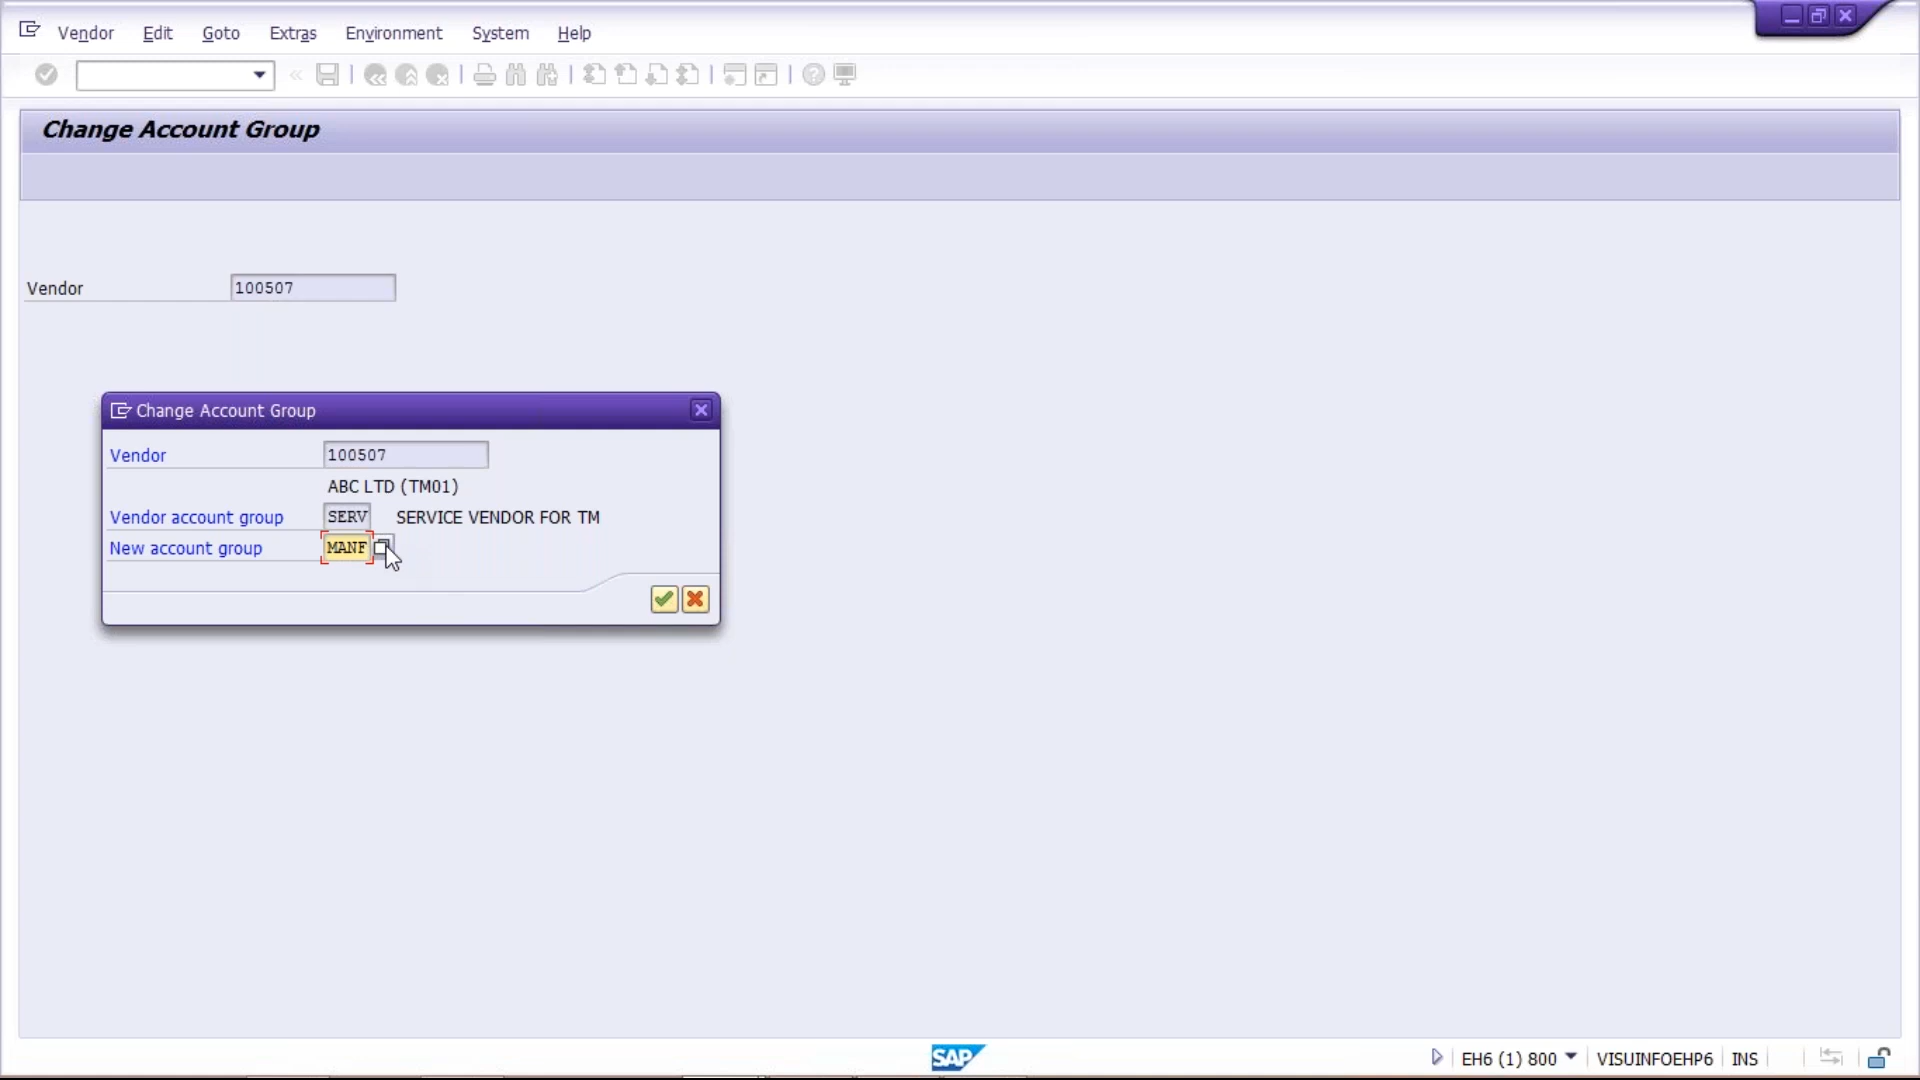 Vendor Edit Goto Extras Environment System Help
Change Account Group
Vendor 100507
Change Account Group
Vendor 100507
ABC LTD (TM01)
Vendor account group SERV SERVICE VENDOR FOR TM
New account group MANF
SAP EH6 (1) 800 VISUINFOEHP6 INS